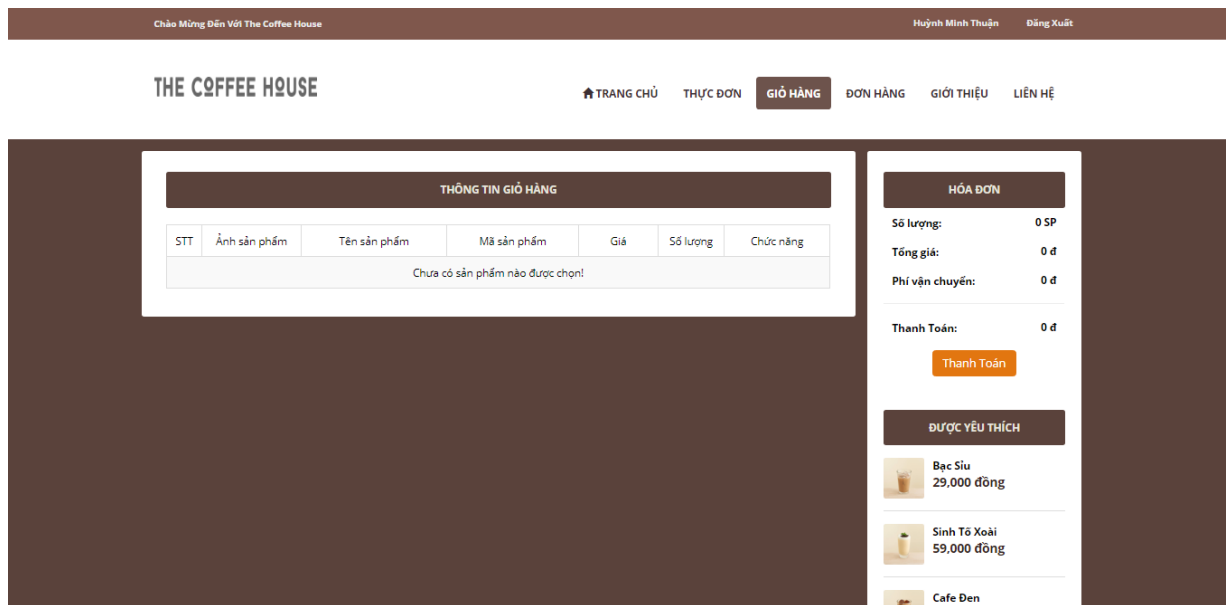 Chào Mừng Đến Với The Coffee House
Huỳnh Minh Thuận
Đăng Xuất
THE COFFEE HOUSE
TRANG CHỦ
THỰC ĐƠN
GIỎ HÀNG
ĐƠN HÀNG
GIỚI THIỆU
LIÊN HỆ
THÔNG TIN GIỎ HÀNG
STT Ảnh sản phẩm Tên sản phẩm Mã sản phẩm Giá Số lượng Chức năng
Chưa có sản phẩm nào được chọn!
HÓA ĐƠN
Số lượng: 0 SP
Tổng giá: 0 đ
Phí vận chuyển: 0 đ
Thanh Toán: 0 đ
Thanh Toán
ĐƯỢC YÊU THÍCH
Bạc Sỉu
29,000 đồng
Sinh Tố Xoài
59,000 đồng
Cafe Đen